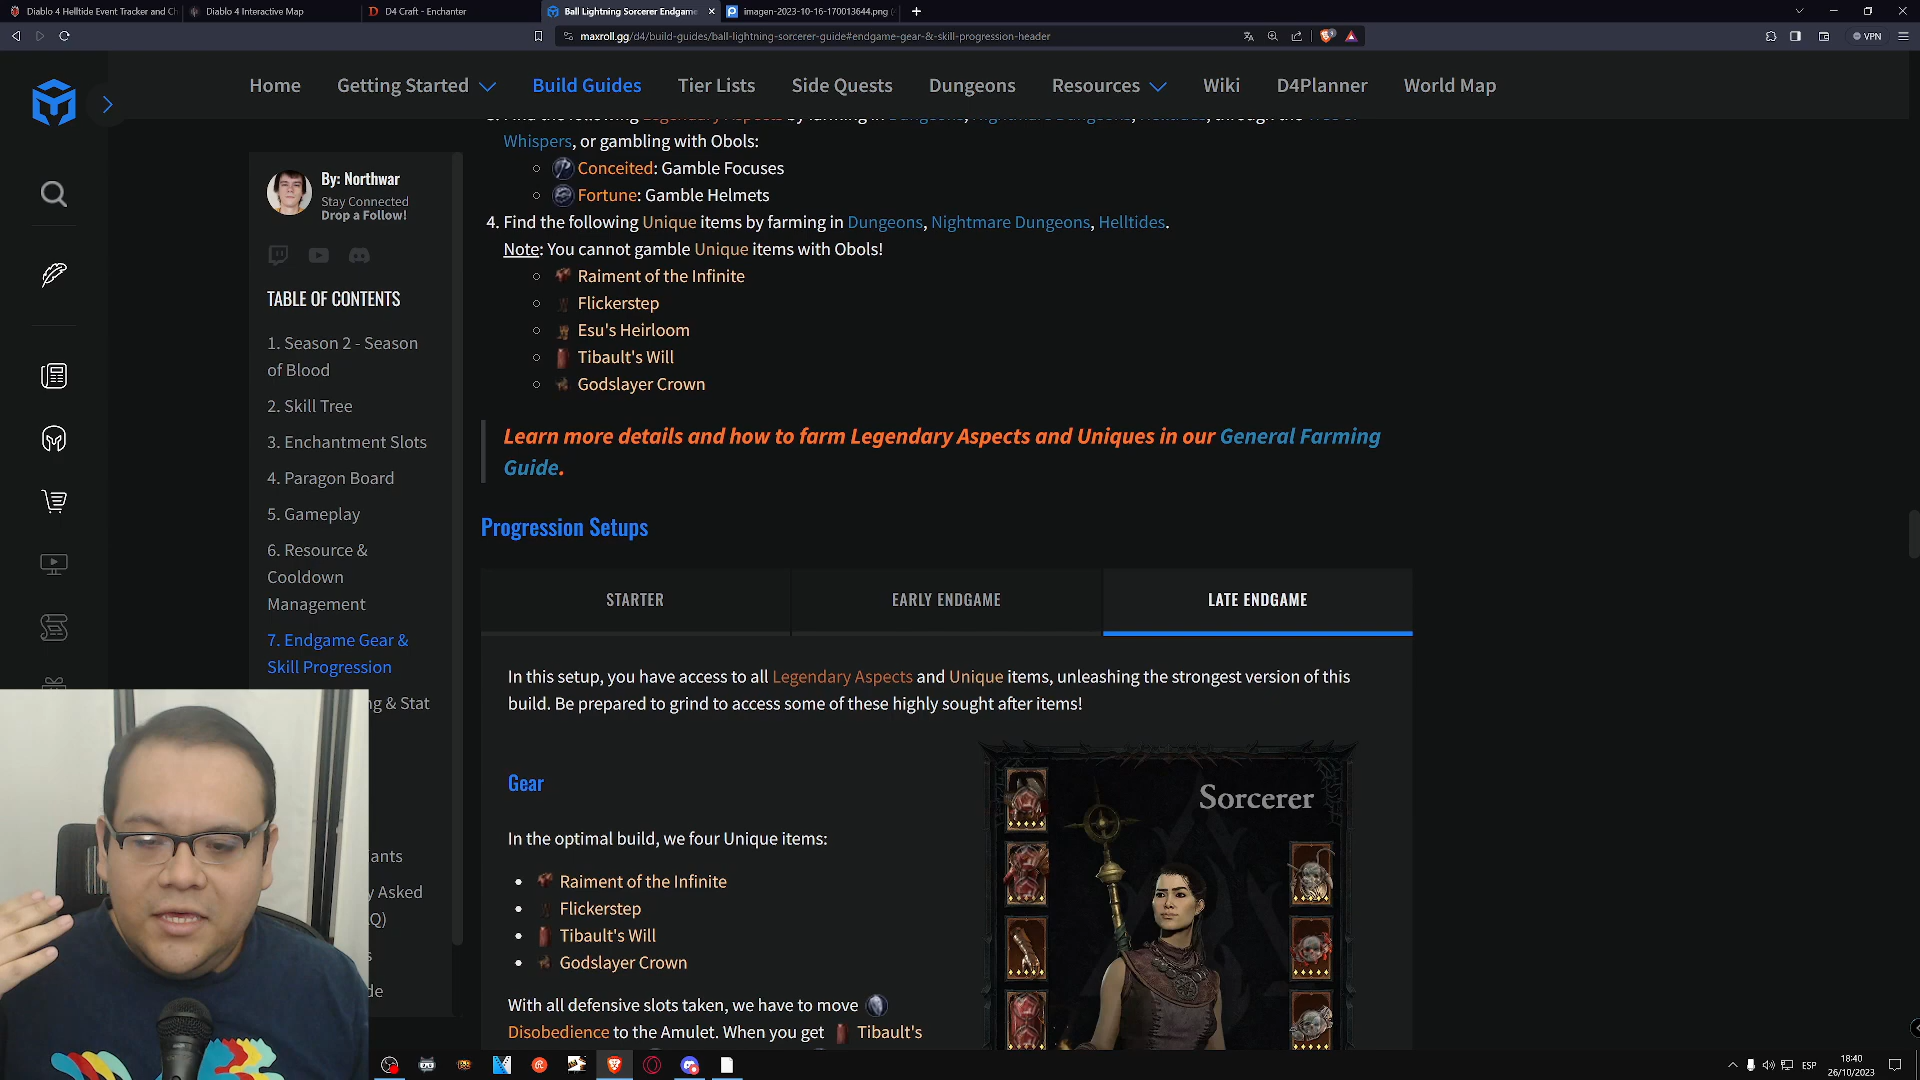 Diablo 4 Helltide Event Tracker and Ch
Diablo 4 Interactive Map
D4 Craft - Enchanter
Ball Lightning Sorcerer Endgame
imagen-2023-10-16-170013644.png (
maxroll.gg/d4/build-guides/ball-lightning-sorcerer-guide#endgame-gear-&-skill-progression-header
VPN
Home
Getting Started
Build Guides
Tier Lists
Side Quests
Dungeons
Resources
Wiki
D4Planner
World Map
By: Northwar
Stay Connected
Drop a Follow!
TABLE OF CONTENTS
1. Season 2 - Season
of Blood
2. Skill Tree
3. Enchantment Slots
4. Paragon Board
5. Gameplay
6. Resource &
Cooldown
Management
7. Endgame Gear &
Skill Progression
g & Stat
Whispers, or gambling with Obols:
Conceited: Gamble Focuses
Fortune: Gamble Helmets
4. Find the following Unique items by farming in Dungeons, Nightmare Dungeons, Helltides.
Note: You cannot gamble Unique items with Obols!
Raiment of the Infinite
Flickerstep
Esu's Heirloom
Tibault's Will
Godslayer Crown
Learn more details and how to farm Legendary Aspects and Uniques in our General Farming
Guide.
Progression Setups
STARTER
EARLY ENDGAME
LATE ENDGAME
In this setup, you have access to all Legendary Aspects and Unique items, unleashing the strongest version of this
build. Be prepared to grind to access some of these highly sought after items!
Gear
In the optimal build, we four Unique items:
Raiment of the Infinite
Flickerstep
Tibault's Will
Godslayer Crown
With all defensive slots taken, we have to move
Disobedience to the Amulet. When you get Tibault's
Sorcerer
ESP
18:40
26/10/2023